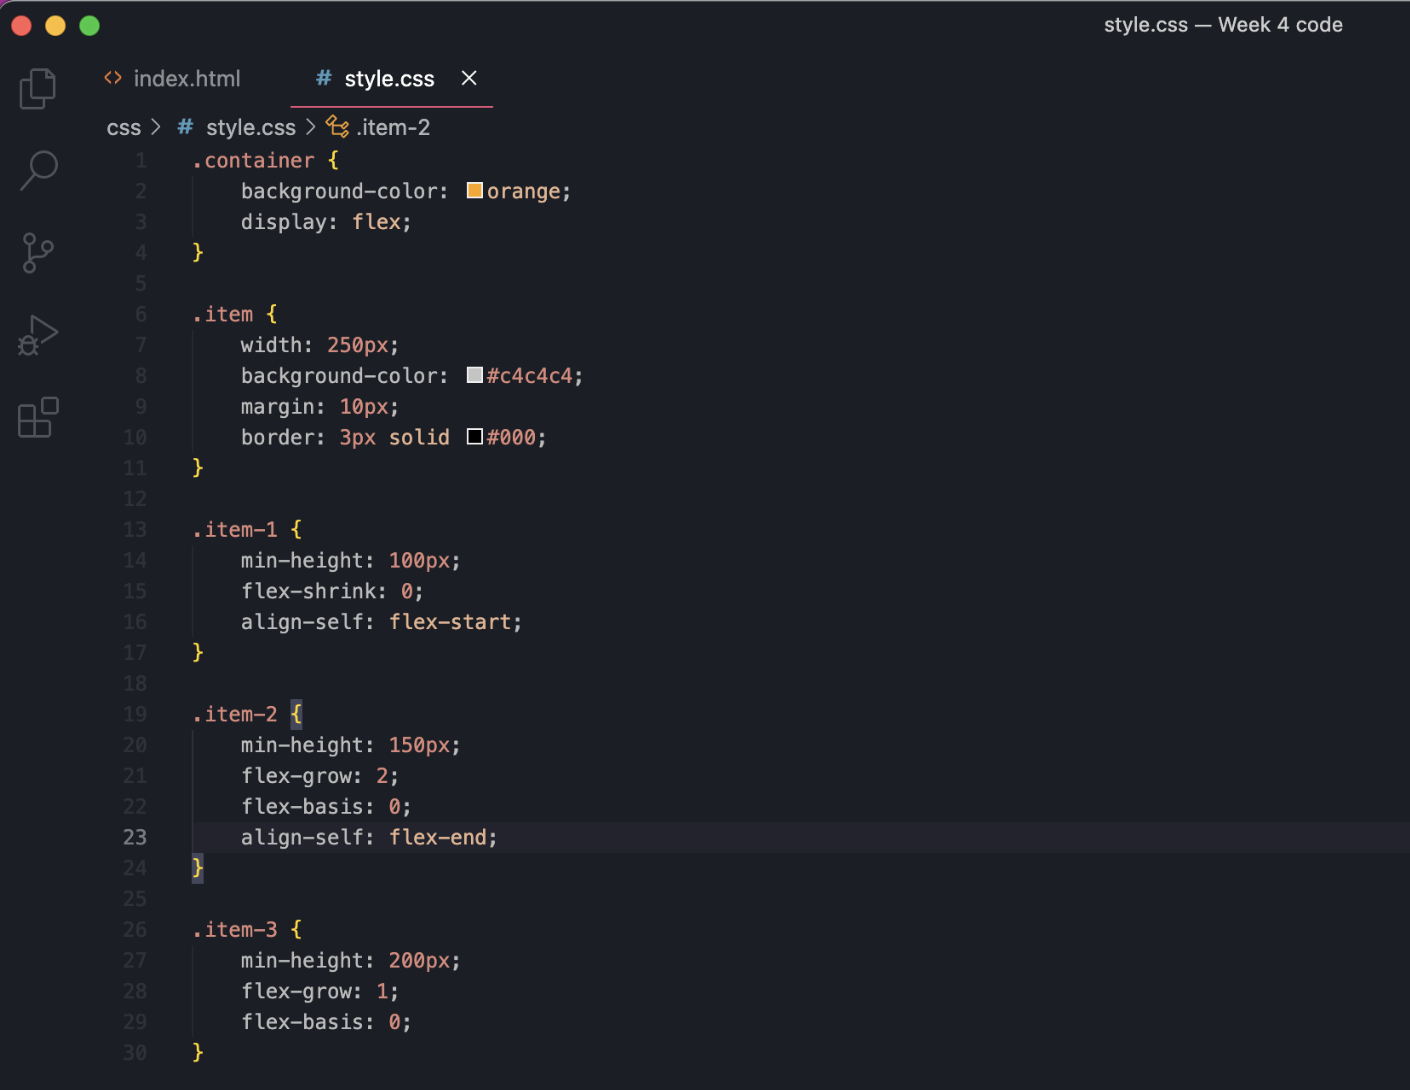 style.css — Week 4 code
<> index.html # style.css ×
css > # style.css > .item-2
1 .container {
2     background-color: orange;
3     display: flex;
4 }
5
6 .item {
7     width: 250px;
8     background-color: #c4c4c4;
9     margin: 10px;
10     border: 3px solid #000;
11 }
12
13 .item-1 {
14     min-height: 100px;
15     flex-shrink: 0;
16     align-self: flex-start;
17 }
18
19 .item-2 {
20     min-height: 150px;
21     flex-grow: 2;
22     flex-basis: 0;
23     align-self: flex-end;
24 }
25
26 .item-3 {
27     min-height: 200px;
28     flex-grow: 1;
29     flex-basis: 0;
30 }